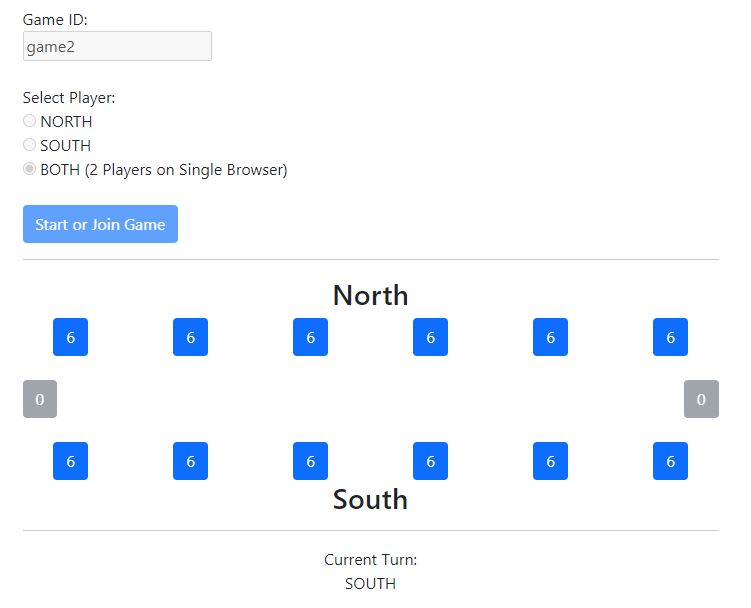 Game ID:
game2
Select Player:
NORTH
SOUTH
BOTH (2 Players on Single Browser)
Start or Join Game
North
6 6 6 6 6 6
0 0
6 6 6 6 6 6
South
Current Turn:
SOUTH